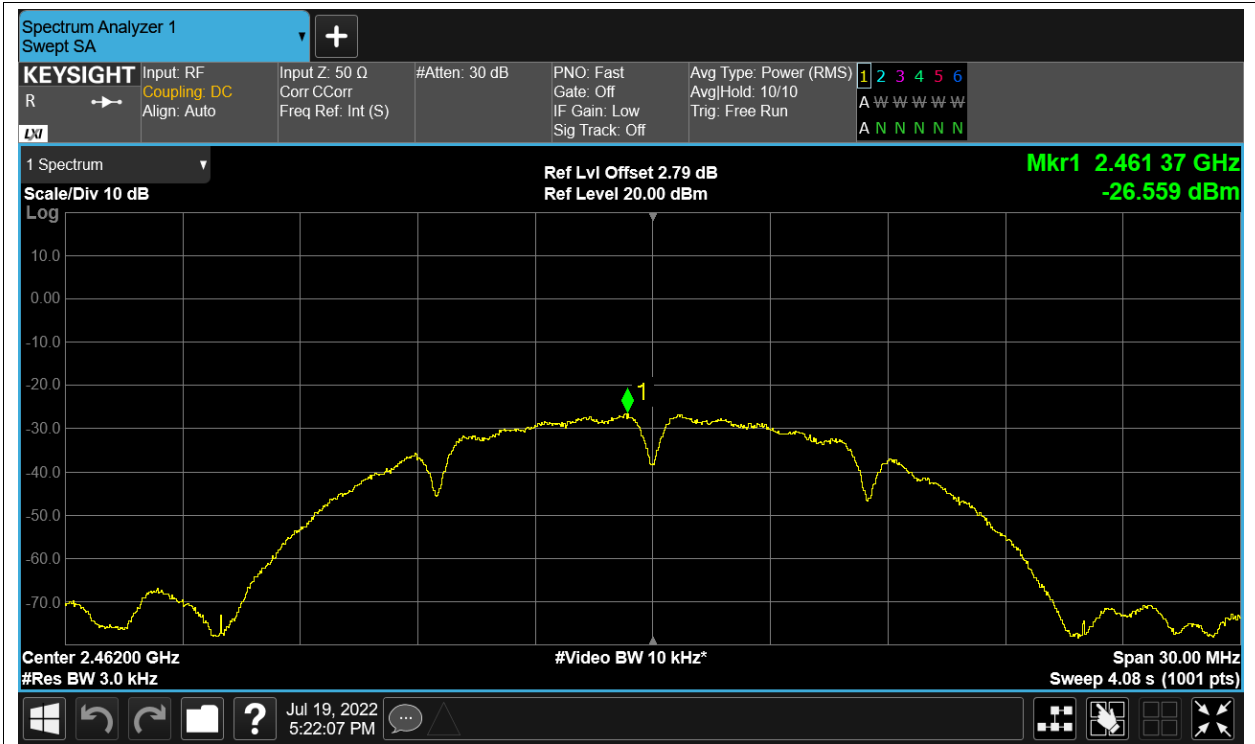 Spectrum Analyzer 1
Swept SA
KEYSIGHT
R
LXI
Input: RF
Coupling: DC
Align: Auto
Input Z: 50 Ω
Corr CCorr
Freq Ref: Int (S)
#Atten: 30 dB
PNO: Fast
Gate: Off
IF Gain: Low
Sig Track: Off
Avg Type: Power (RMS)
Avg|Hold: 10/10
Trig: Free Run
1 2 3 4 5 6
A W W W W W
A N N N N N
1 Spectrum
Scale/Div 10 dB
Ref Lvl Offset 2.79 dB
Ref Level 20.00 dBm
Mkr1 2.461 37 GHz
-26.559 dBm
Log
10.0
0.00
-10.0
-20.0
-30.0
-40.0
-50.0
-60.0
-70.0
1
Center 2.46200 GHz
#Res BW 3.0 kHz
#Video BW 10 kHz*
Span 30.00 MHz
Sweep 4.08 s (1001 pts)
?
Jul 19, 2022
5:22:07 PM